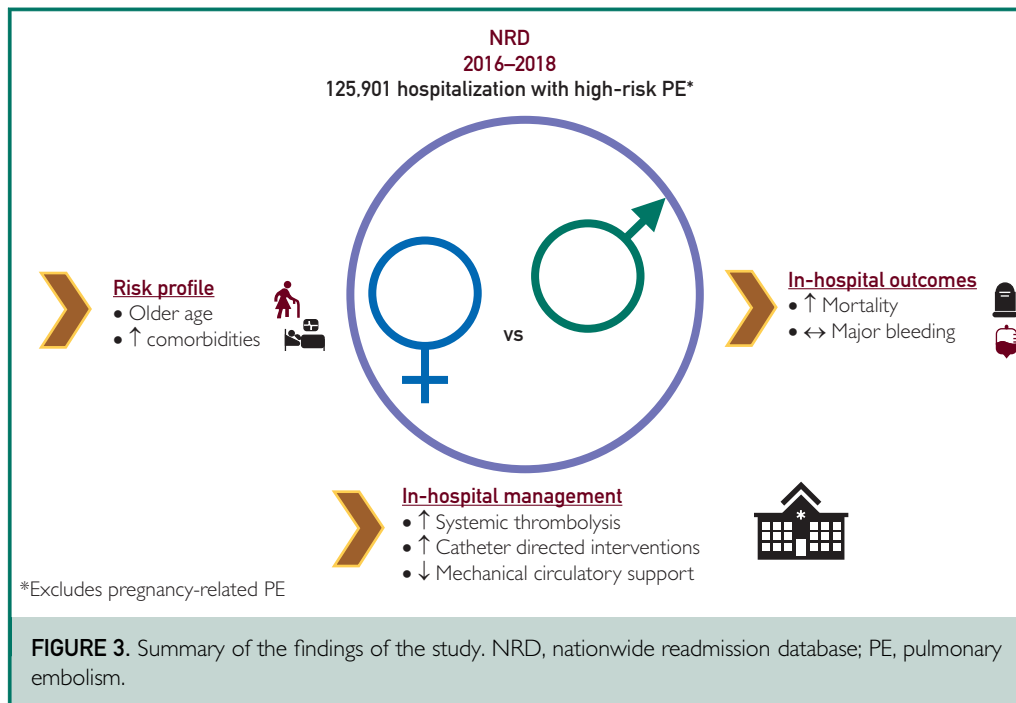 NRD
2016–2018
125,901 hospitalization with high-risk PE*
Risk profile
• Older age
• ↑ comorbidities
vs
In-hospital outcomes
• ↑ Mortality
• ↔ Major bleeding
In-hospital management
• ↑ Systemic thrombolysis
• ↑ Catheter directed interventions
• ↓ Mechanical circulatory support
*Excludes pregnancy-related PE
FIGURE 3. Summary of the findings of the study. NRD, nationwide readmission database; PE, pulmonary
embolism.